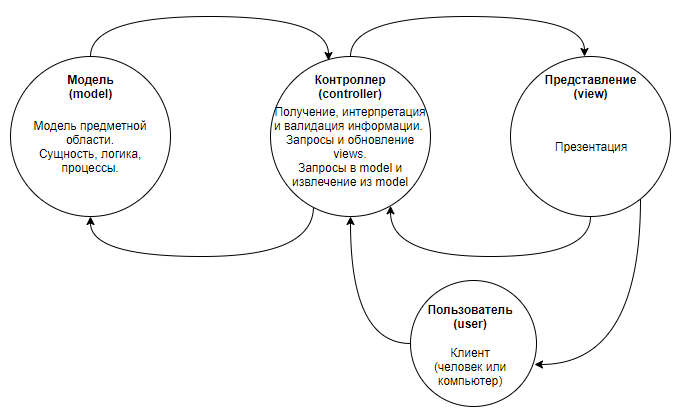 Модель
(model)
Модель предметной
области.
Сущность, логика,
процессы.
Контроллер
(controller)
Получение, интерпретация
и валидация информации.
Запросы и обновление
views.
Запросы в model и
извлечение из model
Представление
(view)
Презентация
Пользователь
(user)
Клиент
(человек или
компьютер)